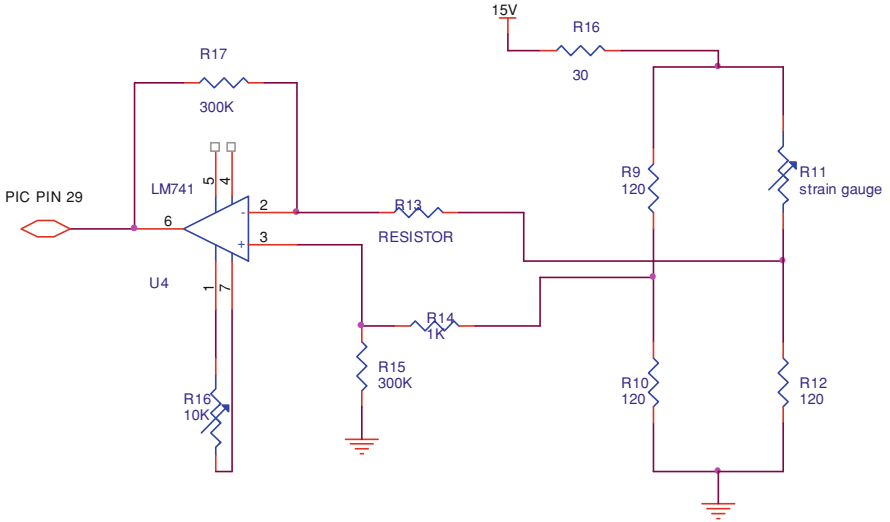 15V
R16
30
R17
300K
LM741
5
4
PIC PIN 29
6
2
-
3
+
R13
RESISTOR
R9
120
R11
strain gauge
U4
1
7
R14
1K
R15
300K
R16
10K
R10
120
R12
120